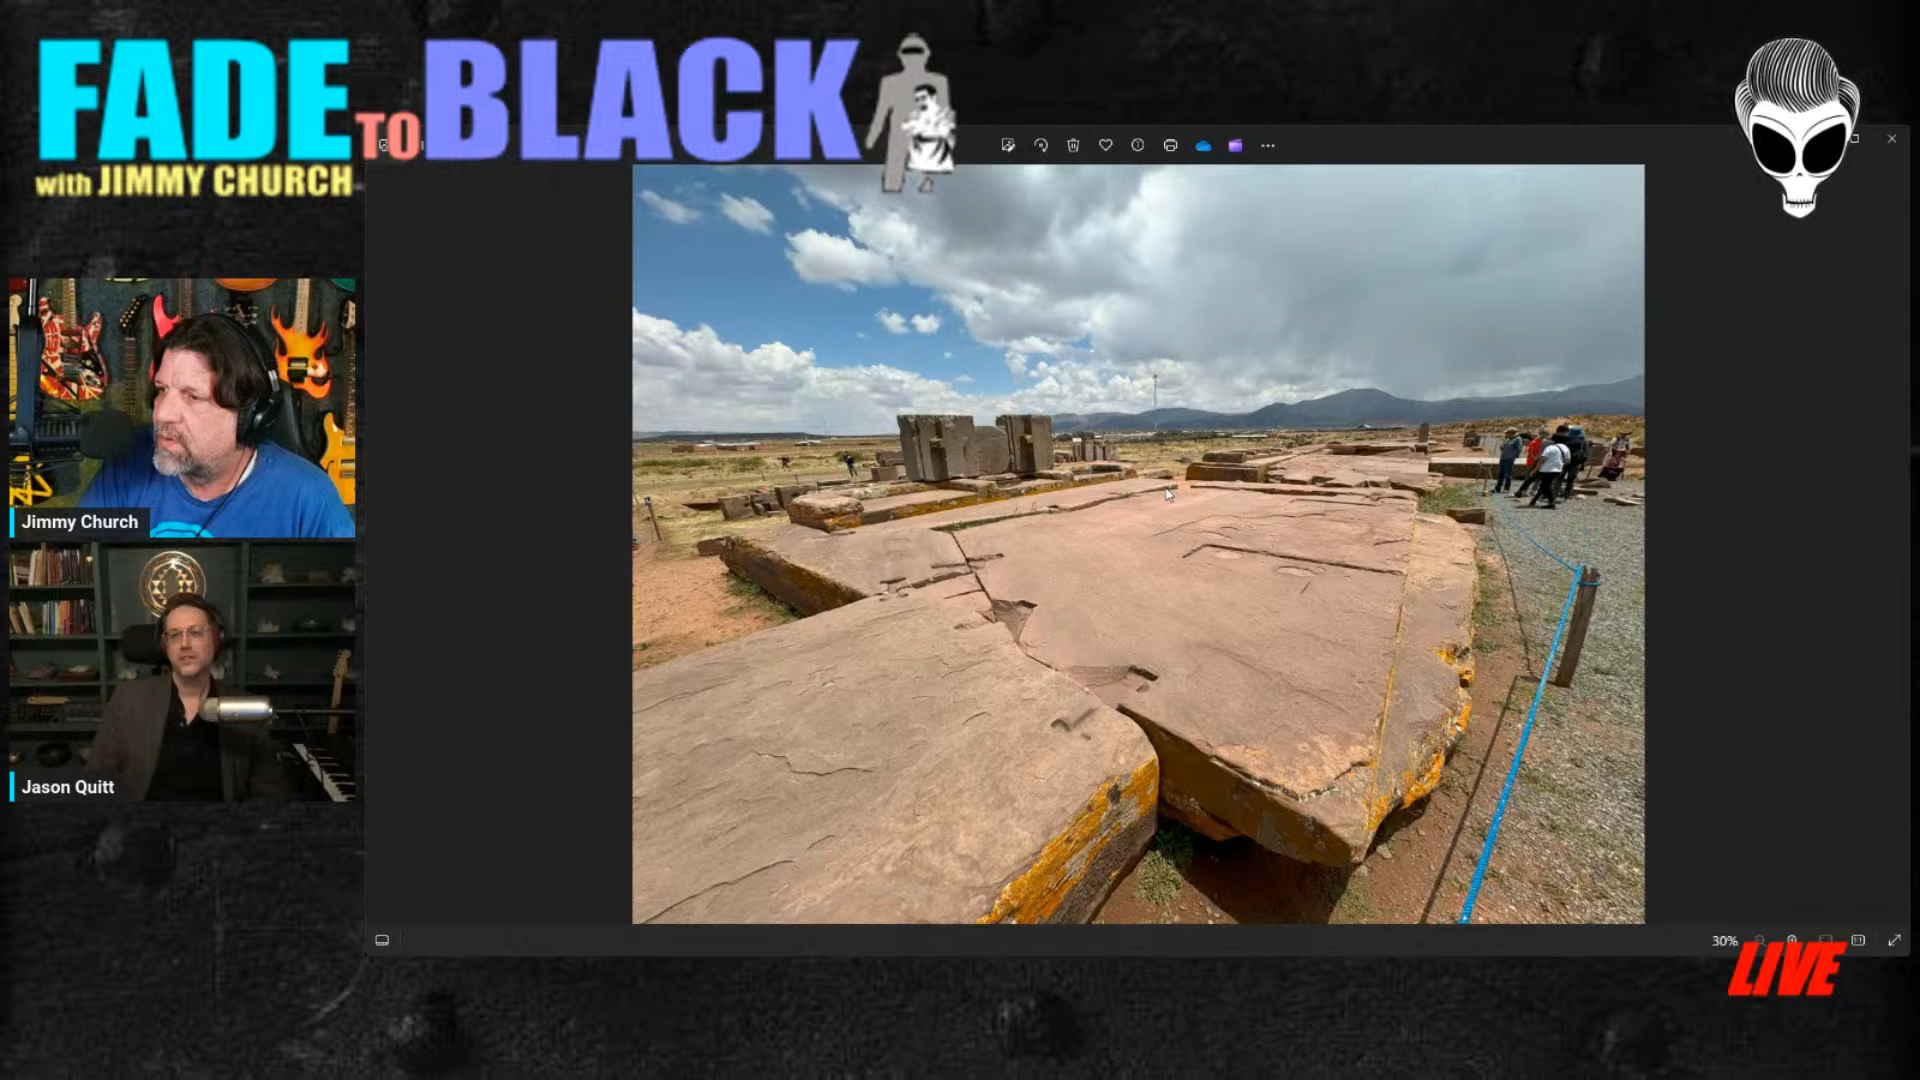 FADE TO BLACK
with JIMMY CHURCH
Jimmy Church
Jason Quitt
30%
LIVE